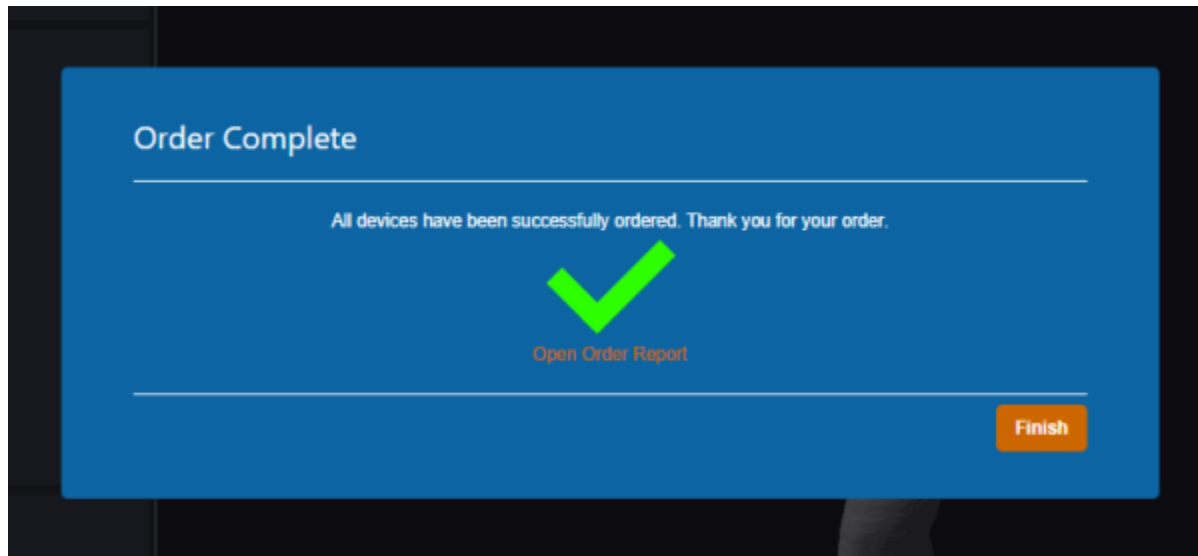 Order Complete
All devices have been successfully ordered. Thank you for your order.
Open Order Report
Finish